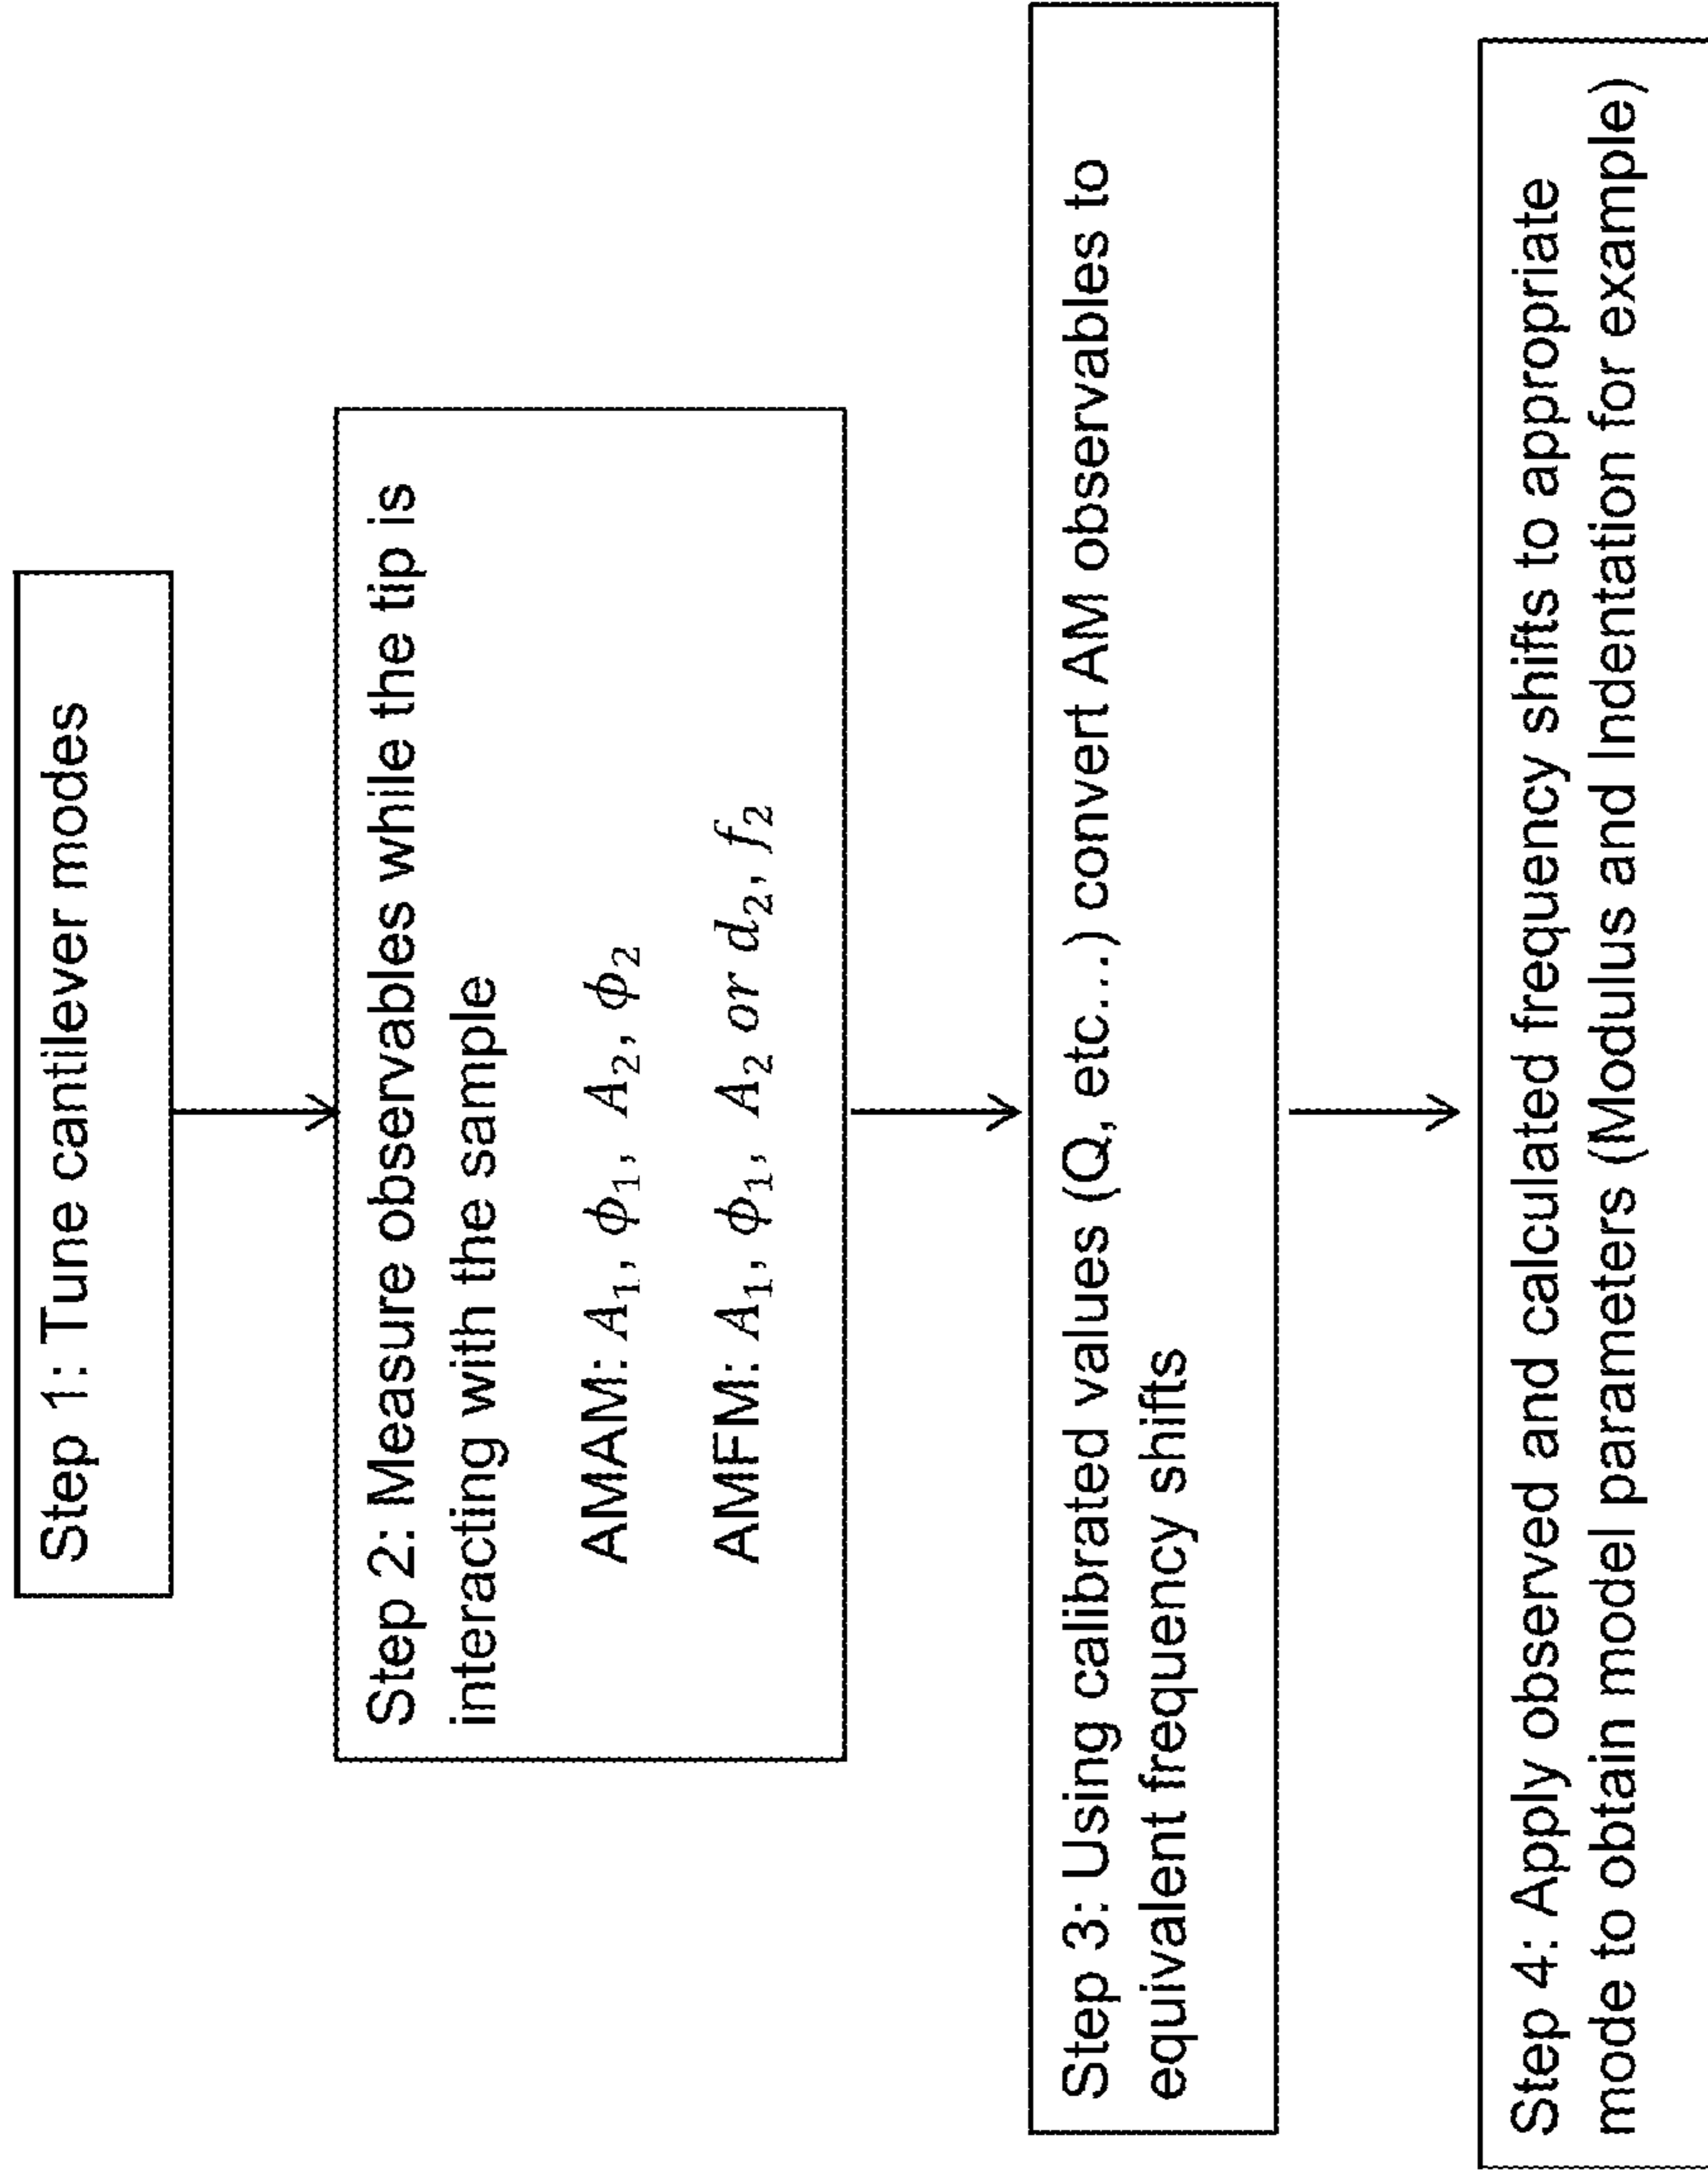 Step 1: Tune cantilever modes
Step 2: Measure observables while the tip is
interacting with the sample
AMAM: A₁, ϕ₁, A₂, ϕ₂
AMFM: A₁, ϕ₁, A₂ or d₂, f₂
Step 3: Using calibrated values (Q, etc...) convert AM observables to
equivalent frequency shifts
Step 4: Apply observed and calculated frequency shifts to appropriate
mode to obtain model parameters (Modulus and Indentation for example)